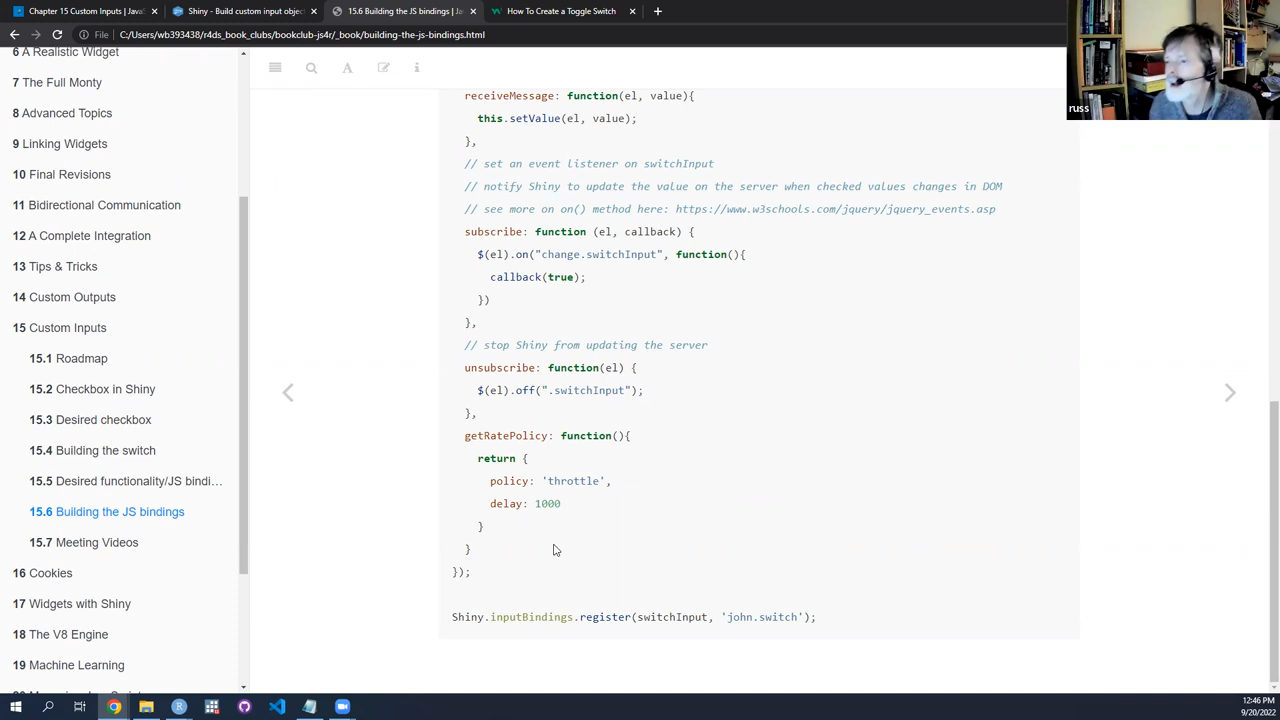 Chapter 15 Custom Inputs | Java
Shiny - Build custom input objec
15.6 Building the JS bindings | Ja
How To Create a Toggle Switch
File
C:/Users/wb393438/r4ds_book_clubs/bookclub-js4r/_book/building-the-js-bindings.html
russ
6 A Realistic Widget
7 The Full Monty
8 Advanced Topics
9 Linking Widgets
10 Final Reports
11 Bidirectional Communication
12 A Complete Integration
13 Tips & Tricks
14 Custom Outputs
15 Custom Inputs
15.1 Roadmap
15.2 Checkbox in Shiny
15.3 Desired checkbox
15.4 Building the switch
15.5 Desired functionality/JS bindi…
15.6 Building the JS bindings
15.7 Meeting Videos
16 Cookies
17 Widgets with Shiny
18 The V8 Engine
19 Machine Learning
receiveMessage: function(el, value){
this.setValue(el, value);
},
// set an event listener on switchInput
// notify Shiny to update the value on the server when checked values changes in DOM
// see more on on() method here: https://www.w3schools.com/jquery/jquery_events.asp
subscribe: function (el, callback) {
$(el).on("change.switchInput", function(){
callback(true);
})
},
// stop Shiny from updating the server
unsubscribe: function(el) {
$(el).off(".switchInput");
},
getRatePolicy: function(){
return {
policy: 'throttle',
delay: 1000
}
}
});
Shiny.inputBindings.register(switchInput, 'john.switch');
12:46 PM
9/20/2022